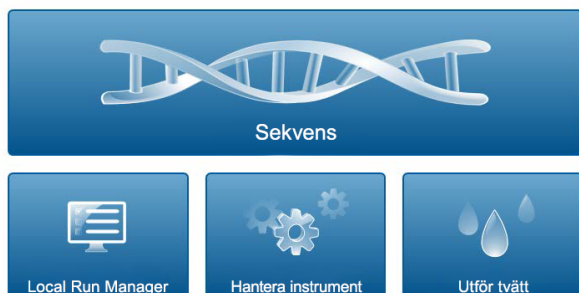 Sekvens
Local Run Manager
Hantera instrument
Utför tvätt